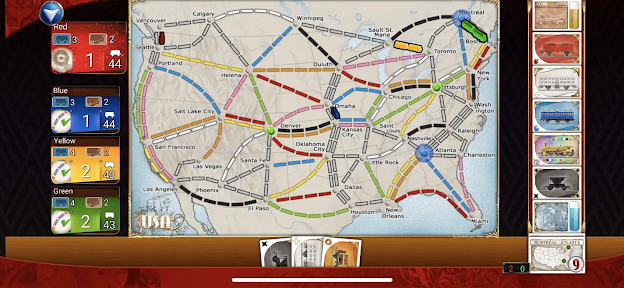 Red
3 2
1 44
Blue
3 2
1 44
Yellow
3 2
2 43
Green
4 2
2 43
Vancouver
Calgary
Winnipeg
Sault St. Marie
Montréal
Boston
Seattle
Portland
Helena
Duluth
Toronto
New York
Salt Lake City
Omaha
Chicago
Pittsburgh
Washington
Denver
Kansas City
Saint Louis
Nashville
Raleigh
San Francisco
Las Vegas
Santa Fe
Oklahoma City
Little Rock
Atlanta
Charleston
Los Angeles
Phoenix
El Paso
Dallas
Houston
New Orleans
Miami
USA
2 0
MONTREAL - ATLANTA
9